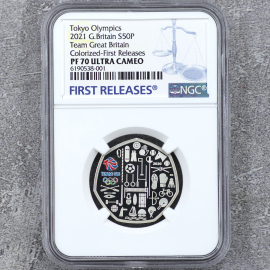 Tokyo Olympics
2021 G.Britain S50P
Team Great Britain
Colorized-First Releases
PF 70 ULTRA CAMEO
6190538-001
FIRST RELEASES
NGC